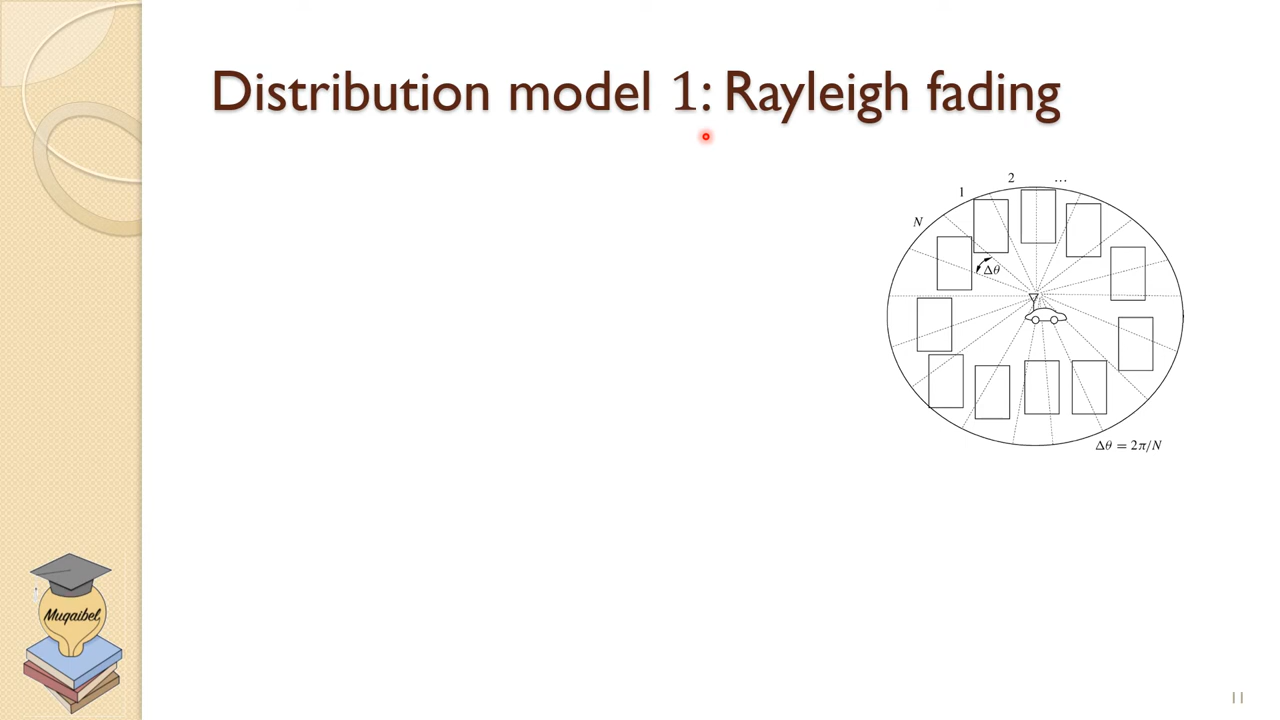 Distribution model 1: Rayleigh fading
1 2 ...
N
Δθ
Δθ = 2π/N
Muqaibel
11